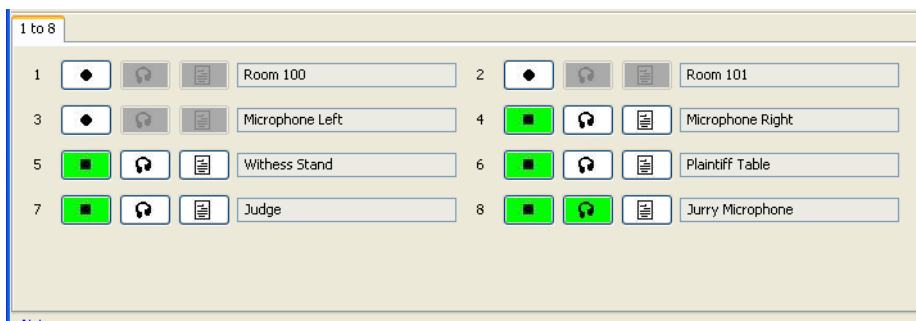 1 to 8
1 Room 100 2 Room 101
3 Microphone Left 4 Microphone Right
5 Withess Stand 6 Plaintiff Table
7 Judge 8 Jurry Microphone